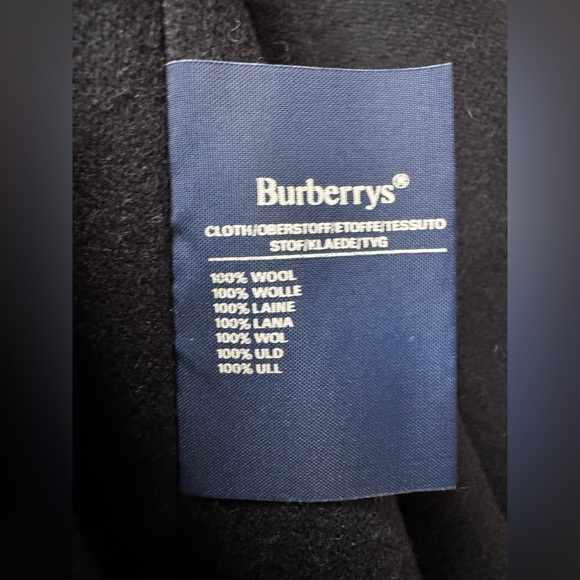 Burberrys®
CLOTH/OBERSTOFF/ETOFFE/TESSUTO
STOF/KLAEDE/TYG
100% WOOL
100% WOLLE
100% LAINE
100% LANA
100% WOL
100% ULD
100% ULL